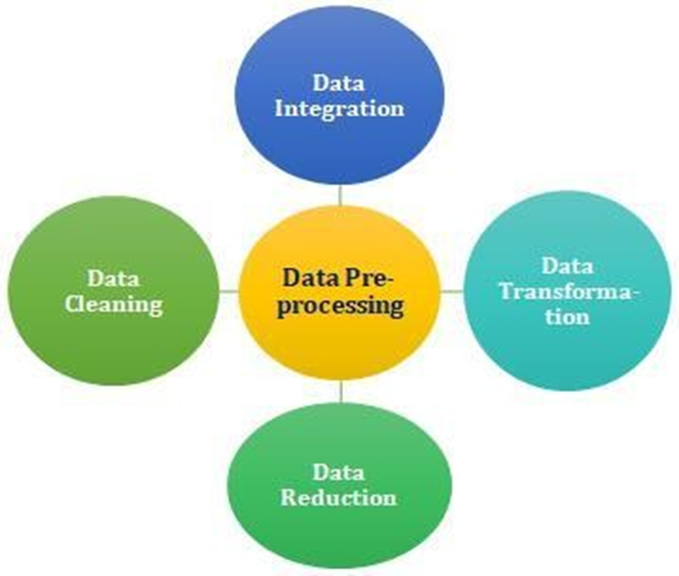 Data
Integration
Data
Cleaning
Data Pre-
processing
Data
Transforma-
tion
Data
Reduction